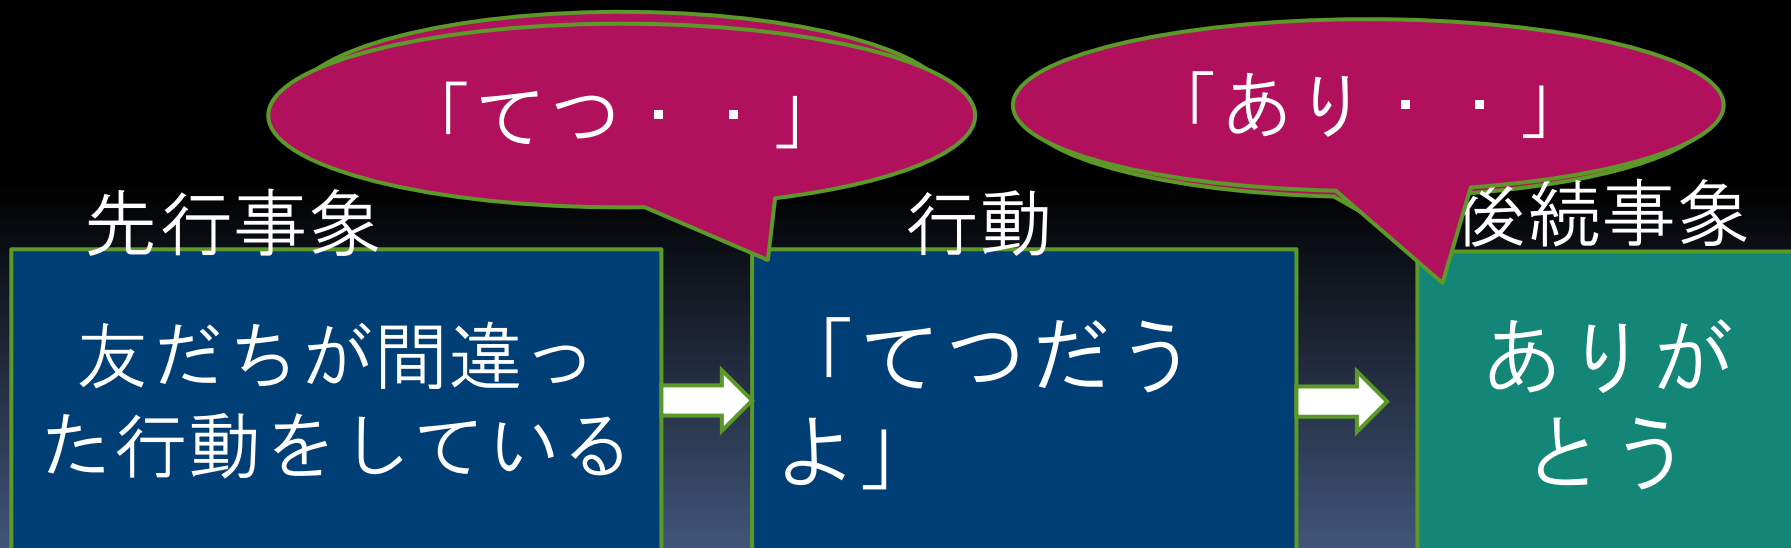 「てつ・・」
「あり・・」
先行事象
行動
後続事象
友だちが間違っ
た行動をしている
「てつだう
よ」
ありが
とう